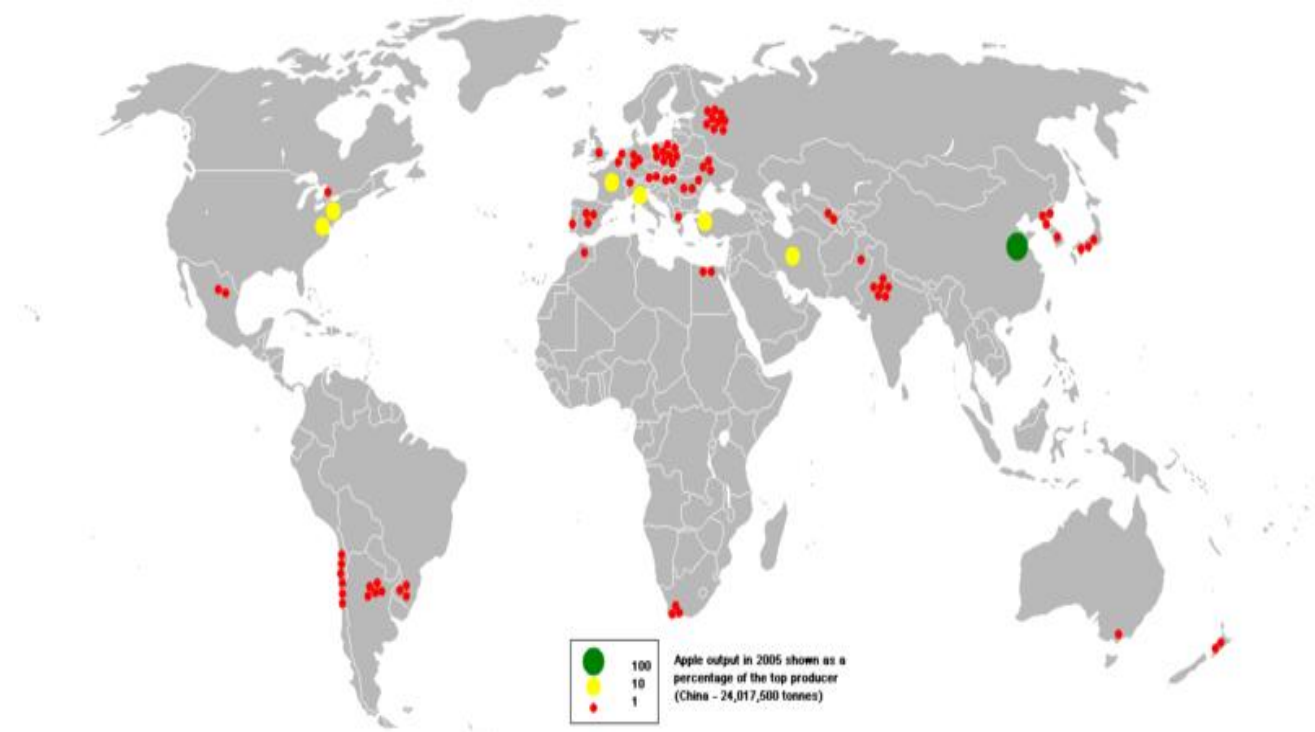 100
10
1
Apple output in 2005 shown as a
percentage of the top producer
(China - 24,017,500 tonnes)